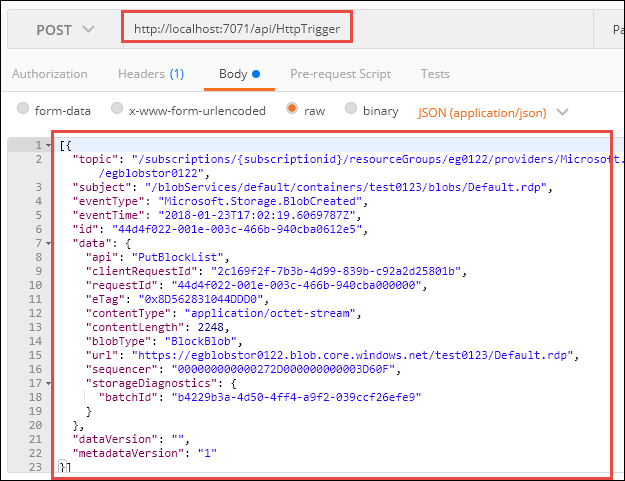 POST http://localhost:7071/api/HttpTrigger Pa
Authorization Headers (1) Body Pre-request Script Tests
form-data x-www-form-urlencoded raw binary JSON (application/json)
1 [{
2 "topic": "/subscriptions/{subscriptionid}/resourceGroups/eg0122/providers/Microsoft.
/egblobstor0122",
3 "subject": "/blobServices/default/containers/test0123/blobs/Default.rdp",
4 "eventType": "Microsoft.Storage.BlobCreated",
5 "eventTime": "2018-01-23T17:02:19.6069787Z",
6 "id": "44d4f022-001e-003c-466b-940cba0612e5",
7 "data": {
8 "api": "PutBlockList",
9 "clientRequestId": "2c169f2f-7b3b-4d99-839b-c92a2d25801b",
10 "requestId": "44d4f022-001e-003c-466b-940cba000000",
11 "eTag": "0x8D562831044DDD0",
12 "contentType": "application/octet-stream",
13 "contentLength": 2248,
14 "blobType": "BlockBlob",
15 "url": "https://egblobstor0122.blob.core.windows.net/test0123/Default.rdp",
16 "sequencer": "000000000000272D000000000003D60F",
17 "storageDiagnostics": {
18 "batchId": "b4229b3a-4d50-4ff4-a9f2-039ccf26efe9"
19 }
20 },
21 "dataVersion": "",
22 "metadataVersion": "1"
23 }]